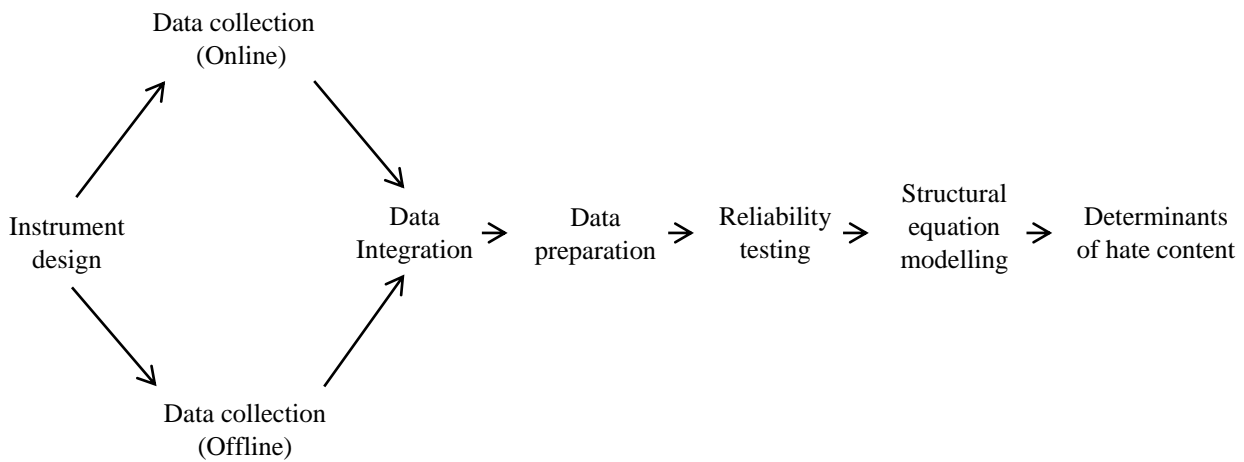 Data collection
(Online)
Instrument
design
Data
Integration
Data
preparation
Reliability
testing
Structural
equation
modelling
Determinants
of hate content
Data collection
(Offline)